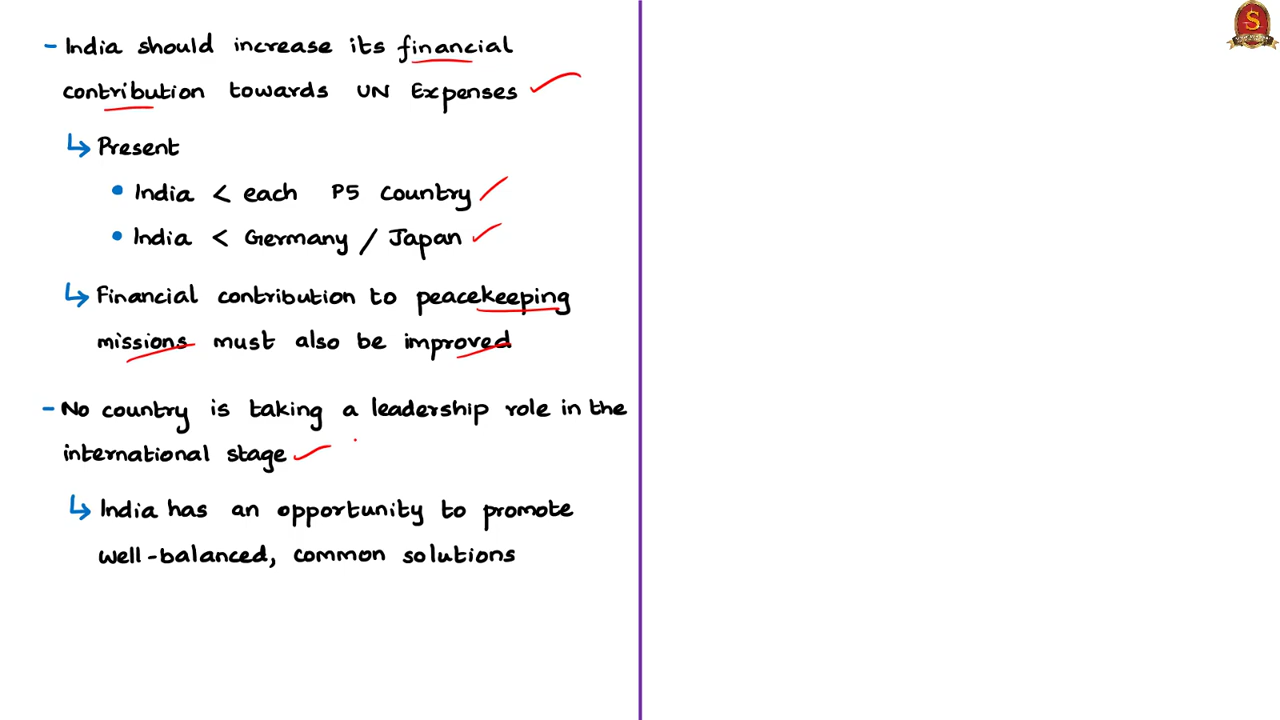 - India should increase its financial
contribution towards UN Expenses
↳ Present
• India < each P5 Country
• India < Germany / Japan
↳ Financial contribution to peacekeeping
missions must also be improved
- No country is taking a leadership role in the
international stage
↳ India has an opportunity to promote
well-balanced, common solutions
S